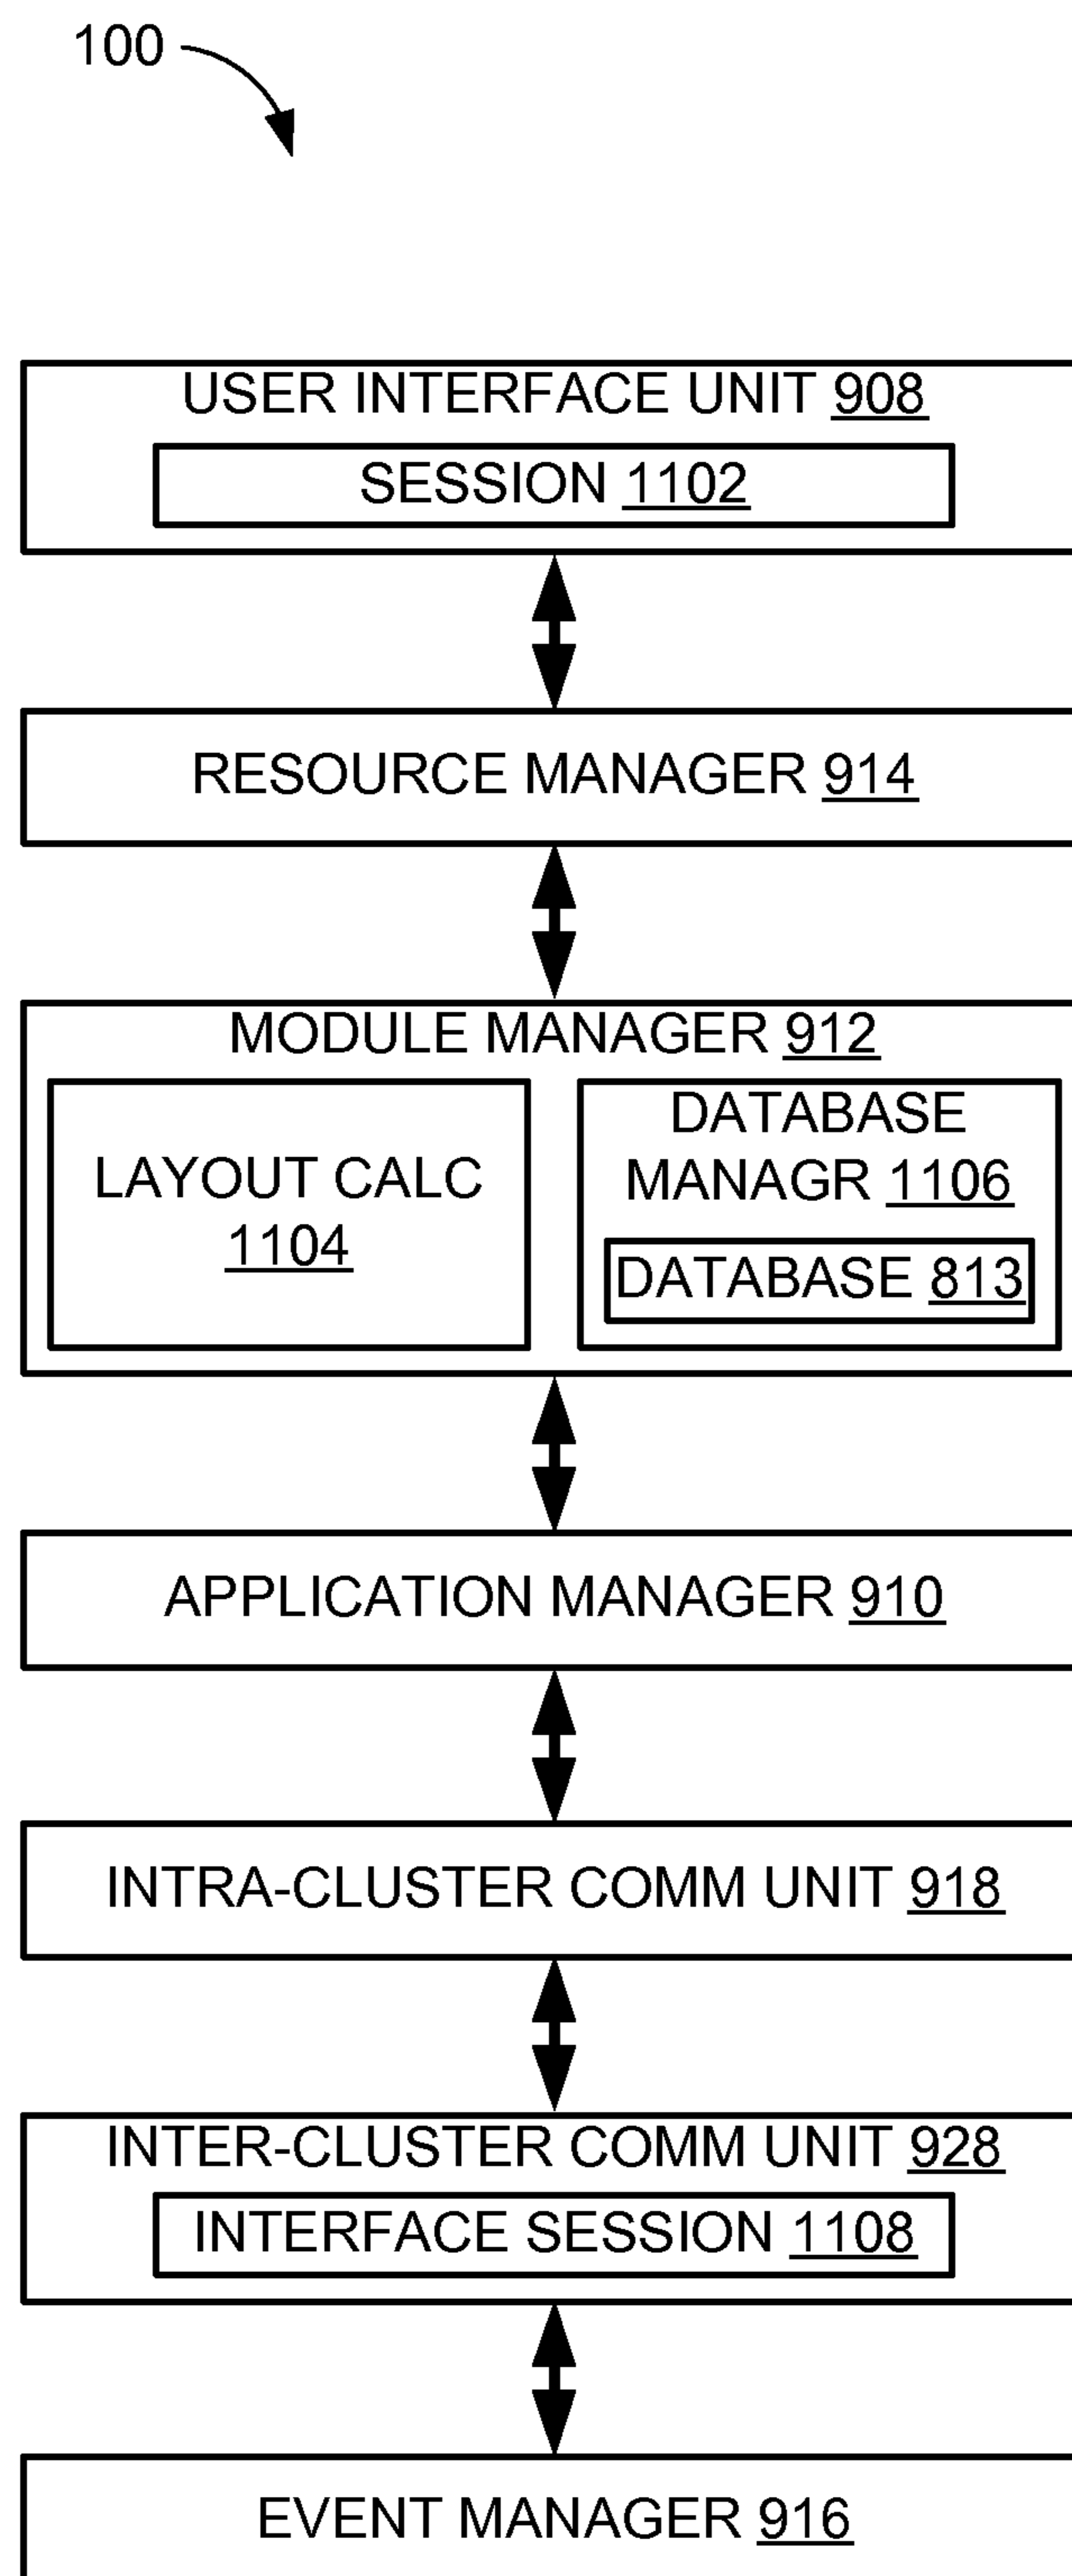 100
USER INTERFACE UNIT 908
SESSION 1102
RESOURCE MANAGER 914
MODULE MANAGER 912
LAYOUT CALC
1104
DATABASE
MANAGR 1106
DATABASE 813
APPLICATION MANAGER 910
INTRA-CLUSTER COMM UNIT 918
INTER-CLUSTER COMM UNIT 928
INTERFACE SESSION 1108
EVENT MANAGER 916